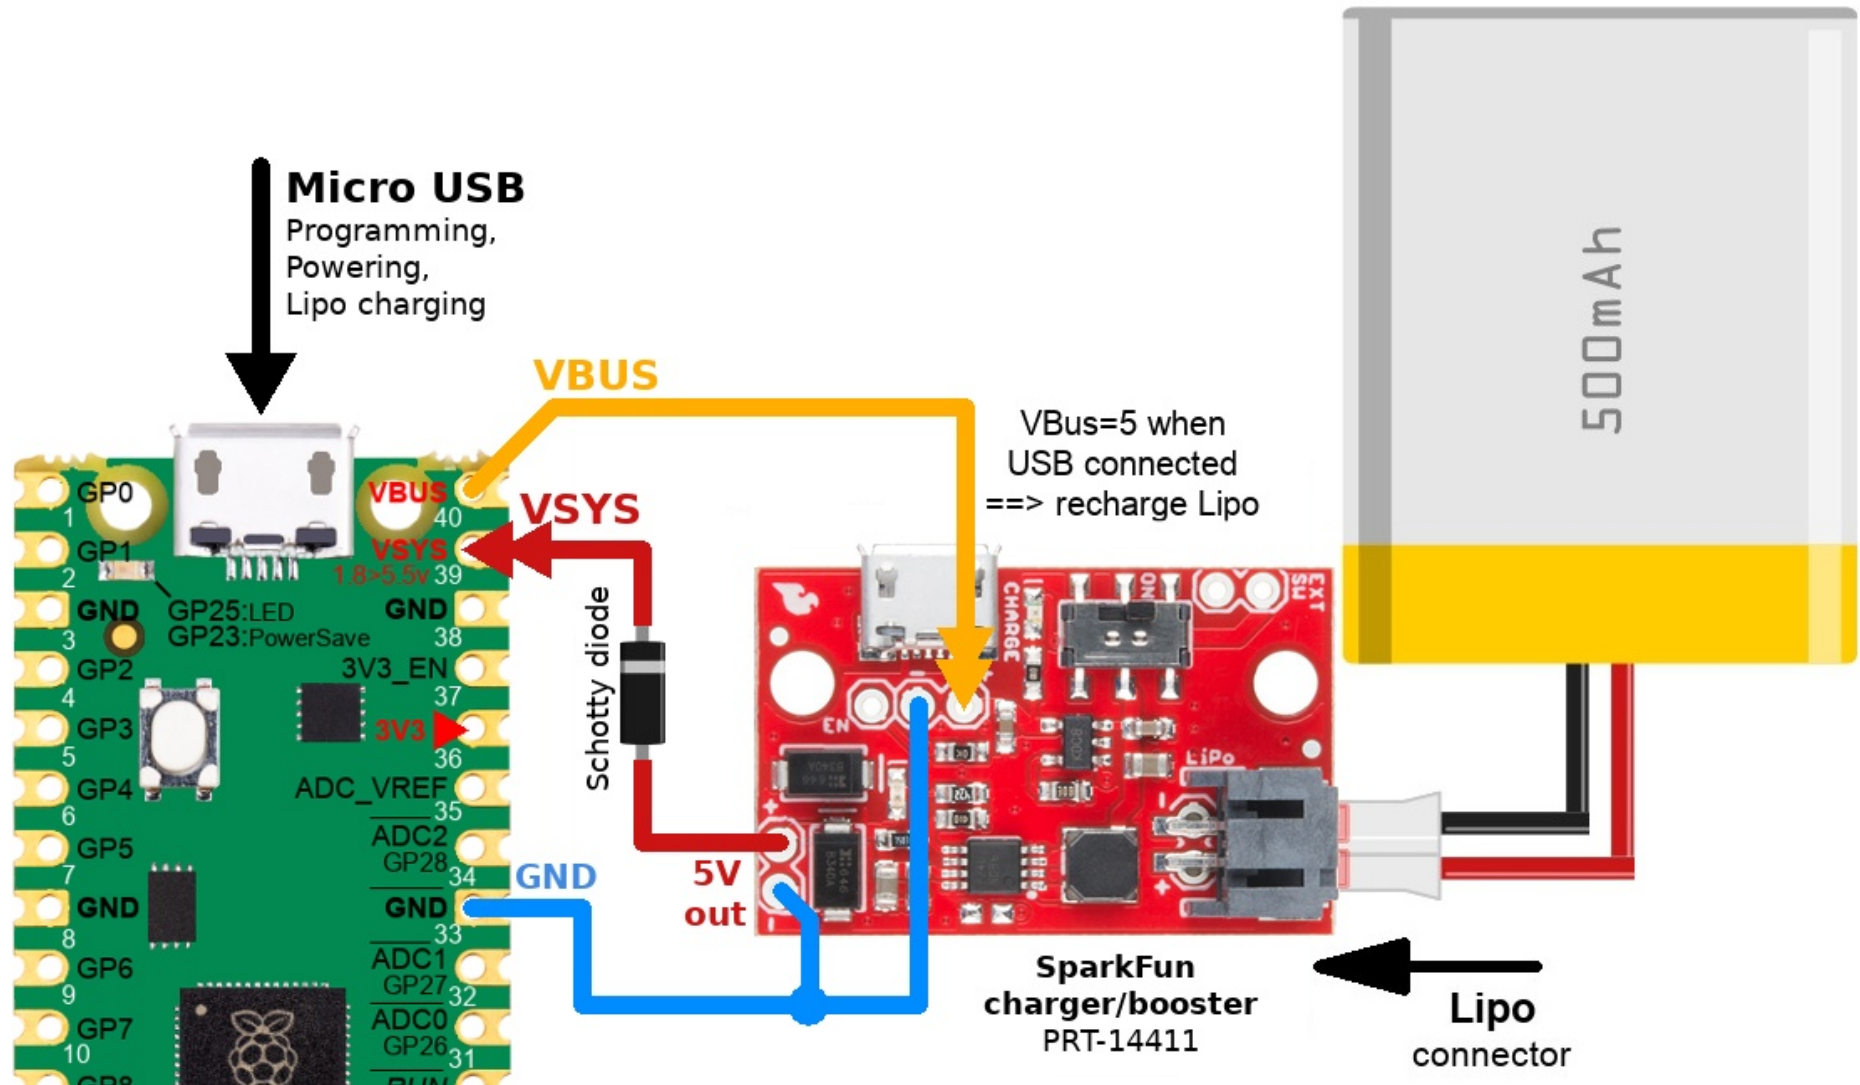 Micro USB
Programming,
Powering,
Lipo charging
500mAh
VBUS
VBus=5 when
USB connected
==> recharge Lipo
VSYS
GP0
1
GP1
2
GND
3
GP2
4
GP3
5
GP4
6
GP5
7
GND
8
GP6
9
GP7
10
GP8
GP25:LED
GP23:PowerSave
VBUS
40
VSYS
1.8>5.5v
39
GND
38
3V3_EN
37
3V3
36
ADC_VREF
35
ADC2
GP28
34
GND
33
ADC1
GP27
32
ADC0
GP26
31
RUN
Schotty diode
GND
5V
out
CHARGE
ON
EXT
SW
EN
-
+
LiPo
-
+
+
-
SparkFun
charger/booster
PRT-14411
Lipo
connector